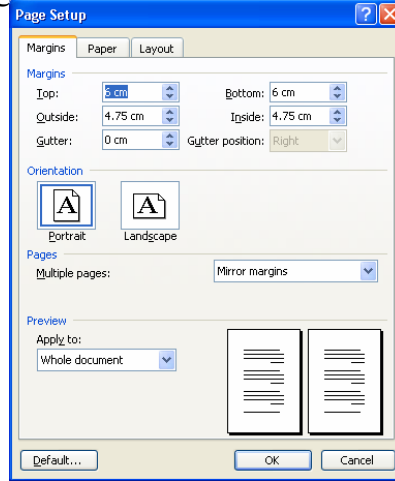 Page Setup
Margins Paper Layout
Margins
Top: 6 cm Bottom: 6 cm
Outside: 4.75 cm Inside: 4.75 cm
Gutter: 0 cm Gutter position: Right
Orientation
A A
Portrait Landscape
Pages
Multiple pages: Mirror margins
Preview
Apply to:
Whole document
Default... OK Cancel